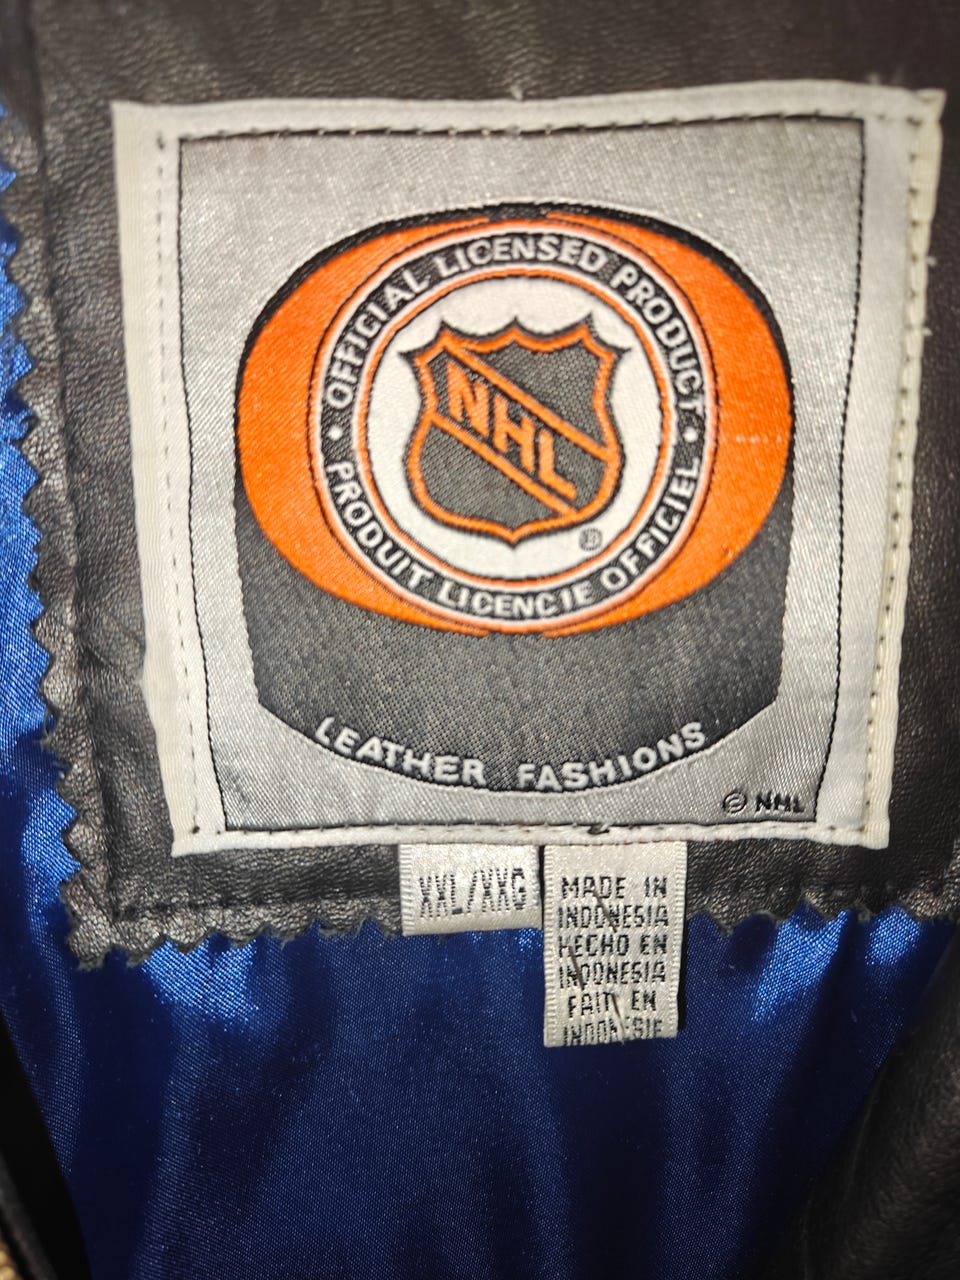 • OFFICIAL LICENSED PRODUCT •
NHL
®
PRODUIT LICENCIE OFFICIEL
LEATHER FASHIONS
© NHL
XXL/XXG
MADE IN
INDONESIA
HECHO EN
INDONESIA
FAIT EN
INDONESIE